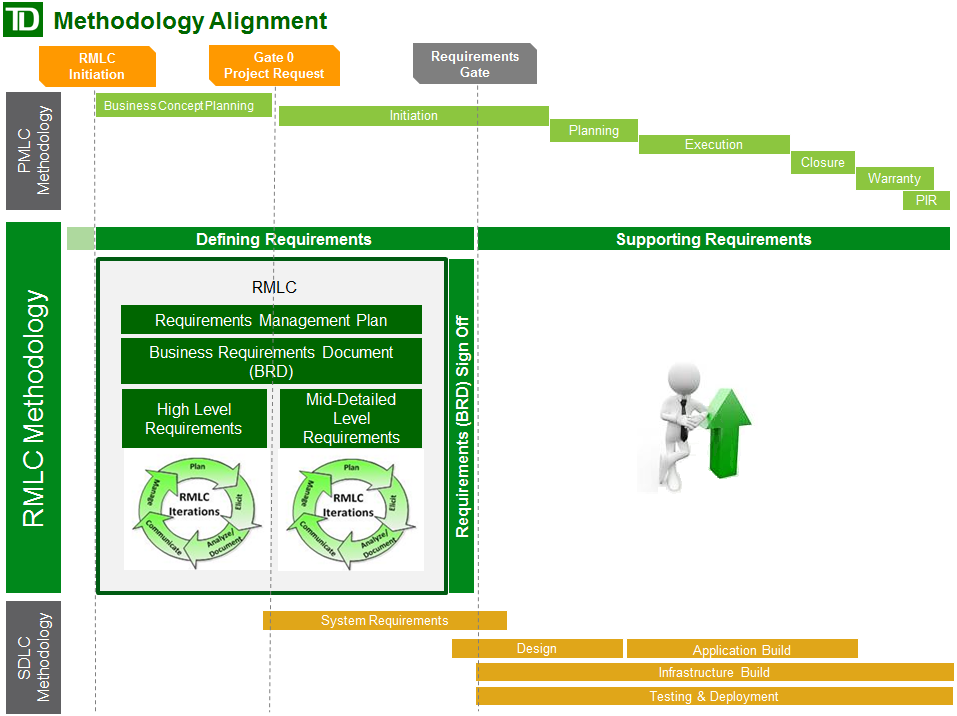 TD Methodology Alignment
RMLC
Initiation
Gate 0
Project Request
Requirements
Gate
PMLC
Methodology
Business Concept Planning
Initiation
Planning
Execution
Closure
Warranty
PIR
RMLC Methodology
Defining Requirements
Supporting Requirements
RMLC
Requirements Management Plan
Business Requirements Document
(BRD)
High Level
Requirements
Mid-Detailed
Level
Requirements
Plan
Elicit
Analyze/
Document
Communicate
Manage
RMLC
Iterations
Plan
Elicit
Analyze/
Document
Communicate
Manage
RMLC
Iterations
Requirements (BRD) Sign Off
SDLC
Methodology
System Requirements
Design
Application Build
Infrastructure Build
Testing & Deployment